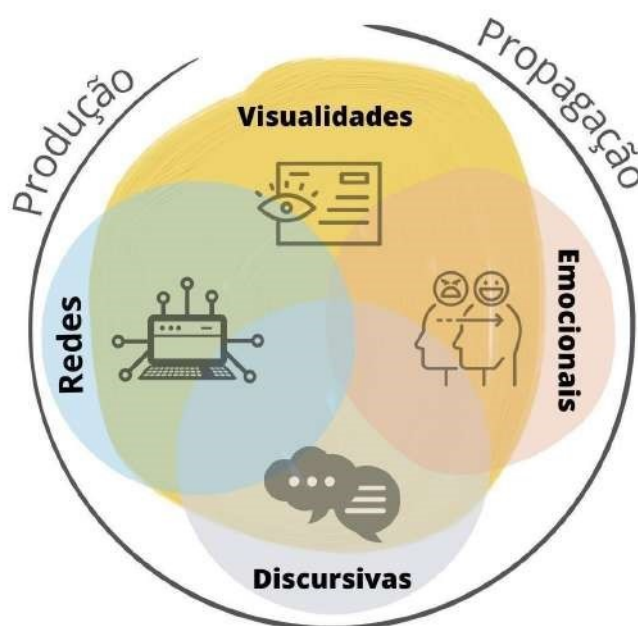 Produção
Propagação
Visualidades
Redes
Emocionais
Discursivas